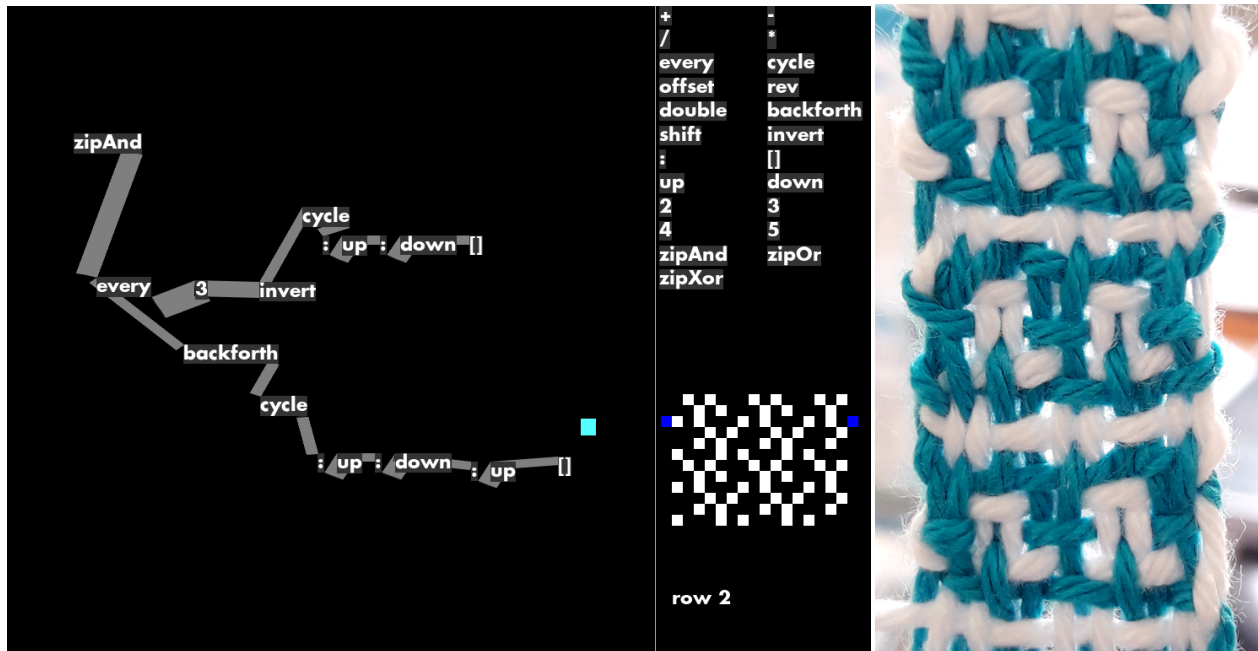 zipAnd
cycle
: up : down []
every 3 invert
backforth
cycle
: up : down : up []
+ -
/ *
every cycle
offset rev
double backforth
shift invert
: []
up down
2 3
4 5
zipAnd zipOr
zipXor
row 2